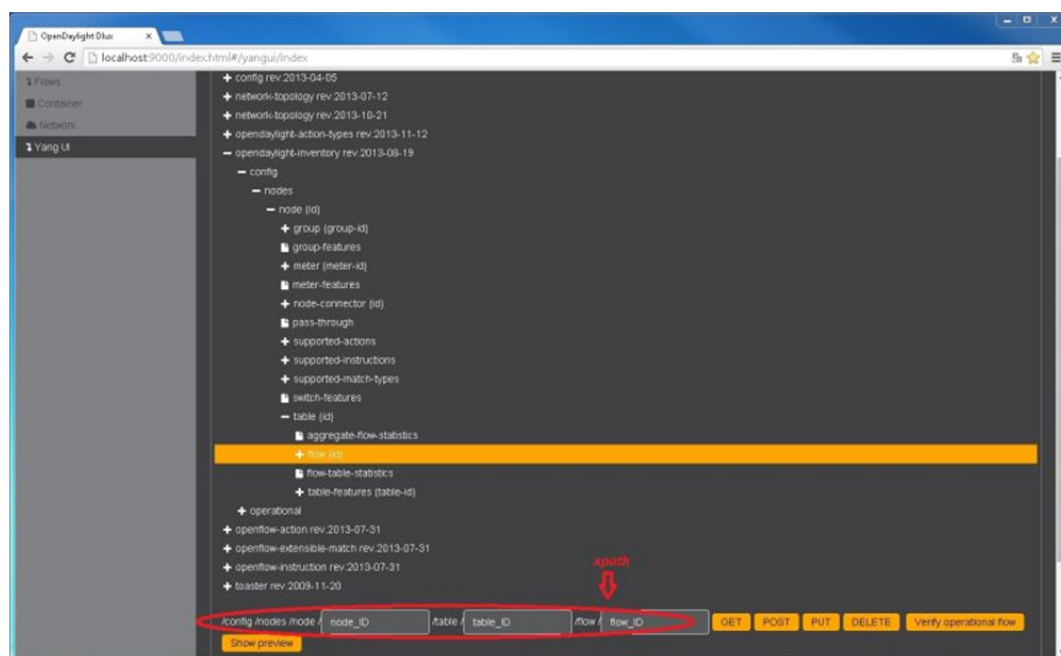 OpenDaylight Dlux
localhost:9000/index.html#/yangui/index
Flows
Container
Network
Yang UI
config rev.2013-04-05
network-topology rev.2013-07-12
network-topology rev.2013-10-21
opendaylight-action-types rev.2013-11-12
opendaylight-inventory rev.2013-08-19
config
nodes
node (id)
group (group-id)
group-features
meter (meter-id)
meter-features
node-connector (id)
pass-through
supported-actions
supported-instructions
supported-match-types
switch-features
table (id)
aggregate-flow-statistics
flow (id)
flow-table-statistics
table-features (table-id)
operational
openflow-action rev.2013-07-31
openflow-extensible-match rev.2013-07-31
openflow-instruction rev.2013-07-31
toaster rev.2009-11-20
xpath
/config /nodes /node / node_ID /table / table_ID /flow / flow_ID GET POST PUT DELETE Verify operational flow
Show preview